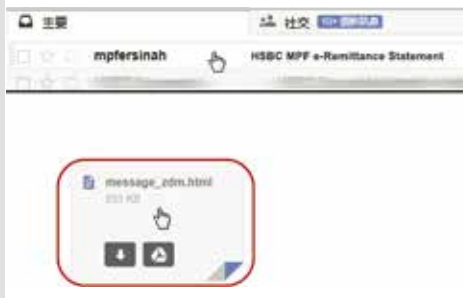 主要
社交
mpfersinah HSBC MPF e-Remittance Statement
message_zdm.html